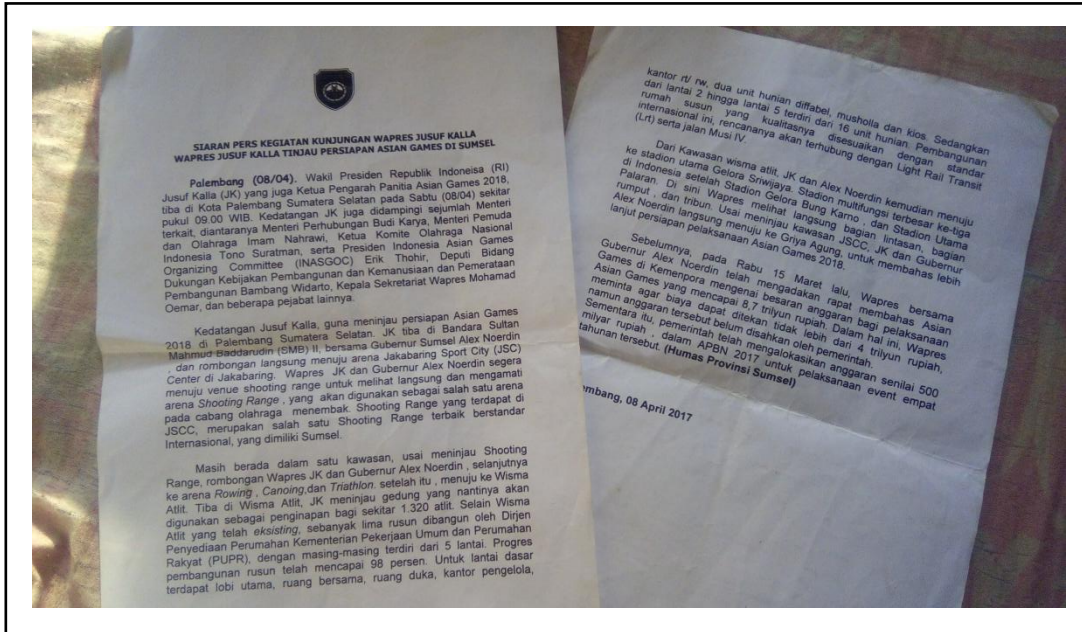 SIARAN PERS KEGIATAN KUNJUNGAN WAPRES JUSUF KALLA
WAPRES JUSUF KALLA TINJAU PERSIAPAN ASIAN GAMES DI SUMSEL
Palembang (08/04). Wakil Presiden Republik Indoneisa (RI)
Jusuf Kalla (JK) yang juga Ketua Pengarah Panitia Asian Games 2018,
tiba di Kota Palembang Sumatera Selatan pada Sabtu (08/04) sekitar
pukul 09.00 WIB. Kedatangan JK juga didampingi sejumlah Menteri
terkait, diantaranya Menteri Perhubungan Budi Karya, Menteri Pemuda
dan Olahraga Imam Nahrawi, Ketua Komite Olahraga Nasional
Indonesia Tono Suratman, serta Presiden Indonesia Asian Games
Organizing Committee (INASGOC) Erik Thohir, Deputi Bidang
Dukungan Kebijakan Pembangunan dan Kemanusiaan dan Pemerataan
Pembangunan Bambang Widarto, Kepala Sekretariat Wapres Mohamad
Oemar, dan beberapa pejabat lainnya.
Kedatangan Jusuf Kalla, guna meninjau persiapan Asian Games
2018 di Palembang Sumatera Selatan. JK tiba di Bandara Sultan
Mahmud Baddarudin (SMB) II, bersama Gubernur Sumsel Alex Noerdin
, dan rombongan langsung menuju arena Jakabaring Sport City (JSC)
Center di Jakabaring. Wapres JK dan Gubernur Alex Noerdin segera
menuju venue shooting range untuk melihat langsung dan mengamati
arena Shooting Range , yang akan digunakan sebagai salah satu arena
pada cabang olahraga menembak. Shooting Range yang terdapat di
JSCC, merupakan salah satu Shooting Range terbaik berstandar
Internasional, yang dimiliki Sumsel.
Masih berada dalam satu kawasan, usai meninjau Shooting
Range, rombongan Wapres JK dan Gubernur Alex Noerdin , selanjutnya
ke arena Rowing , Canoing,dan Triathlon. setelah itu , menuju ke Wisma
Atlit. Tiba di Wisma Atlit, JK meninjau gedung yang nantinya akan
digunakan sebagai penginapan bagi sekitar 1.320 atlit. Selain Wisma
Atlit yang telah eksisting, sebanyak lima rusun dibangun oleh Dirjen
Penyediaan Perumahan Kementerian Pekerjaan Umum dan Perumahan
Rakyat (PUPR), dengan masing-masing terdiri dari 5 lantai. Progres
pembangunan rusun telah mencapai 98 persen. Untuk lantai dasar
terdapat lobi utama, ruang bersama, ruang duka, kantor pengelola,
kantor rt/ rw, dua unit hunian diffabel, musholla dan kios. Sedangkan
dari lantai 2 hingga lantai 5 terdiri dari 16 unit hunian. Pembangunan
rumah susun yang kualitasnya disesuaikan dengan standar
internasional ini, rencananya akan terhubung dengan Light Rail Transit
(Lrt) serta jalan Musi IV.
Dari Kawasan wisma atlit, JK dan Alex Noerdin kemudian menuju
ke stadion utama Gelora Sriwijaya. Stadion multifungsi terbesar ke-tiga
di Indonesia setelah Stadion Gelora Bung Karno , dan Stadion Utama
Palaran. Di sini Wapres melihat langsung bagian lintasan, bagian
rumput , dan tribun. Usai meninjau kawasan JSCC, JK dan Gubernur
Alex Noerdin langsung menuju ke Griya Agung, untuk membahas lebih
lanjut persiapan pelaksanaan Asian Games 2018.
Sebelumnya, pada Rabu 15 Maret lalu, Wapres bersama
Gubernur Alex Noerdin telah mengadakan rapat membahas Asian
Games di Kemenpora mengenai besaran anggaran bagi pelaksanaan
Asian Games yang mencapai 8,7 trilyun rupiah. Dalam hal ini, Wapres
meminta agar biaya dapat ditekan tidak lebih dari 4 trilyun rupiah,
namun anggaran tersebut belum disahkan oleh pemerintah.
Sementara itu, pemerintah telah mengalokasikan anggaran senilai 500
milyar rupiah , dalam APBN 2017 untuk pelaksanaan event empat
tahunan tersebut. (Humas Provinsi Sumsel)
embang, 08 April 2017